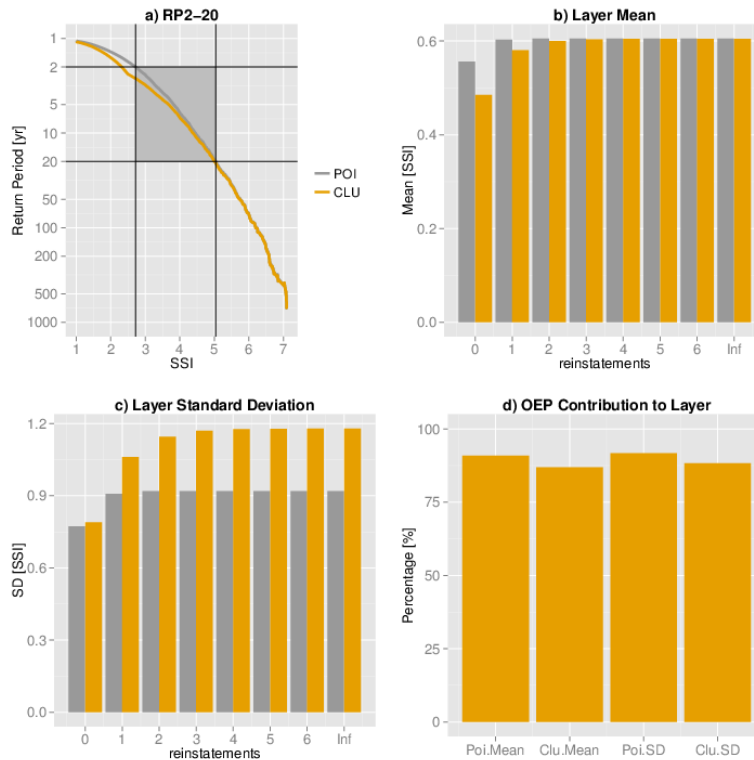 a) RP2−20
Return Period [yr]
1
2
5
10
20
50
100
200
500
1000
1 2 3 4 5 6 7
SSI
POI
CLU
b) Layer Mean
Mean [SSI]
0.6
0.4
0.2
0.0
0 1 2 3 4 5 6 Inf
reinstatements
c) Layer Standard Deviation
SD [SSI]
1.2
0.9
0.6
0.3
0.0
0 1 2 3 4 5 6 Inf
reinstatements
d) OEP Contribution to Layer
Percentage [%]
100
75
50
25
0
Poi.Mean Clu.Mean Poi.SD Clu.SD